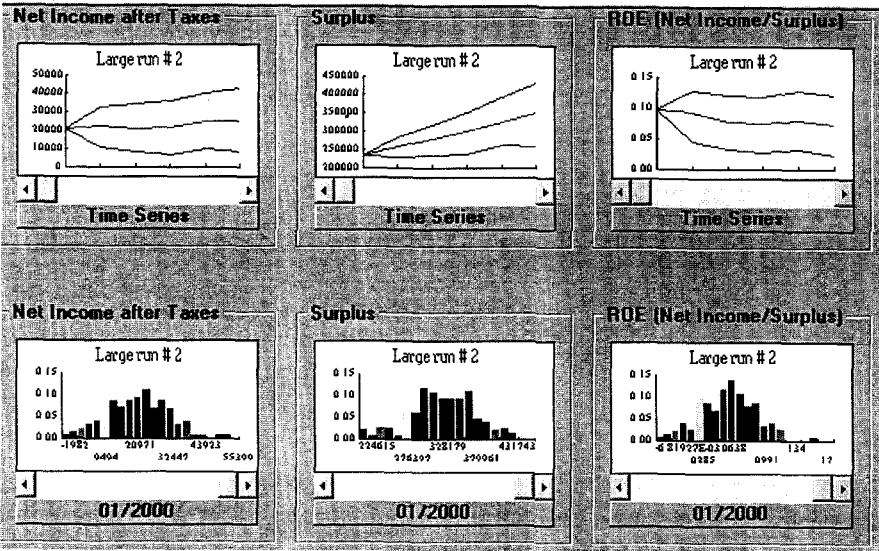 Net Income after Taxes
Large run # 2
50000
40000
30000
20000
10000
0
Time Series
Surplus
Large run # 2
450000
400000
350000
300000
250000
200000
Time Series
ROE (Net Income/Surplus)
Large run # 2
0.15
0.10
0.05
0.00
Time Series
Net Income after Taxes
Large run # 2
0.15
0.10
0.05
0.00
-1982 20971 43923
9494 32447 55399
01/2000
Surplus
Large run # 2
0.15
0.10
0.05
0.00
224615 328179 431743
276397 379961
01/2000
ROE (Net Income/Surplus)
Large run # 2
0.15
0.10
0.05
0.00
-6.81927E-03 .0638 .134
.0285 .0991 .17
01/2000